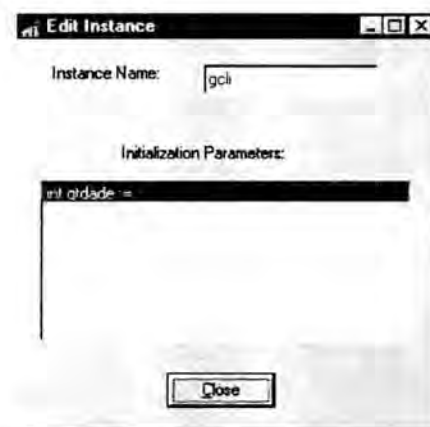 Edit Instance
Instance Name: gcli
Initialization Parameters:
int qtdade :=
Close